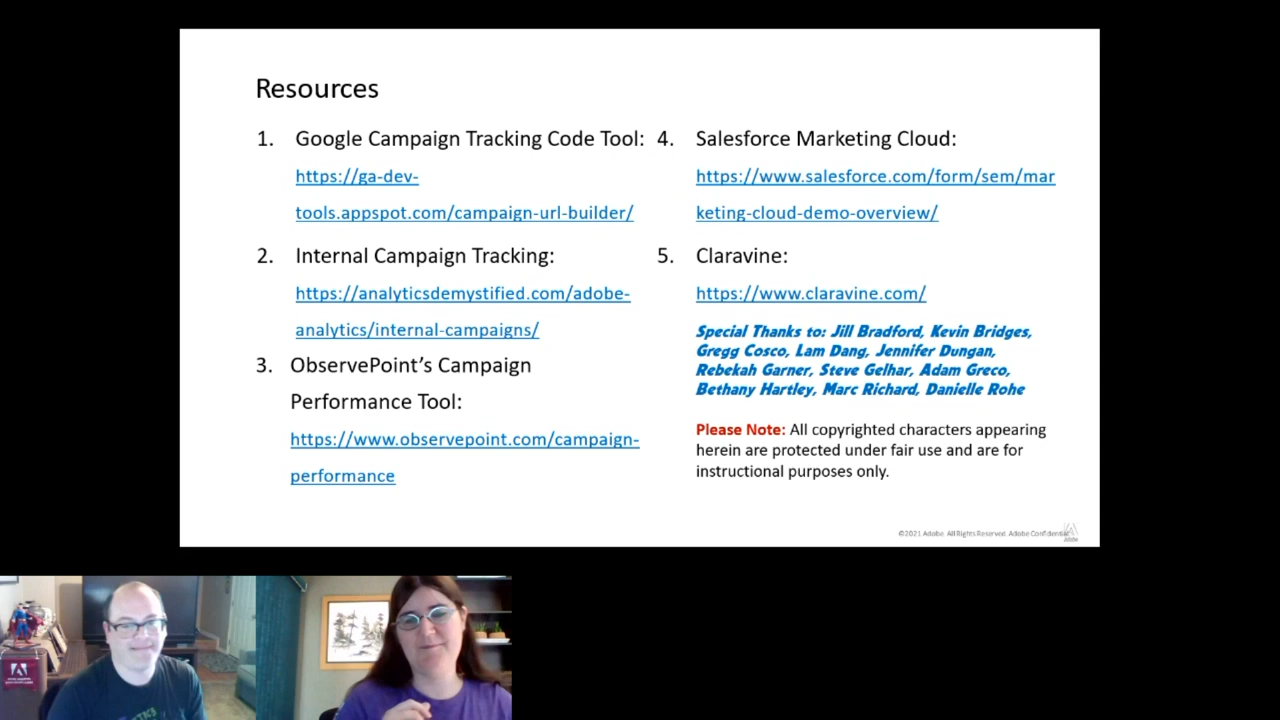 Resources
1. Google Campaign Tracking Code Tool:
https://ga-dev-
tools.appspot.com/campaign-url-builder/
2. Internal Campaign Tracking:
https://analyticsdemystified.com/adobe-
analytics/internal-campaigns/
3. ObservePoint’s Campaign
Performance Tool:
https://www.observepoint.com/campaign-
performance
4. Salesforce Marketing Cloud:
https://www.salesforce.com/form/sem/mar
keting-cloud-demo-overview/
5. Claravine:
https://www.claravine.com/
Special Thanks to: Jill Bradford, Kevin Bridges,
Gregg Cosco, Lam Dang, Jennifer Dungan,
Rebekah Garner, Steve Gelhar, Adam Greco,
Bethany Hartley, Marc Richard, Danielle Rohe
Please Note: All copyrighted characters appearing
herein are protected under fair use and are for
instructional purposes only.
©2021 Adobe. All Rights Reserved. Adobe Confidential.
Adobe